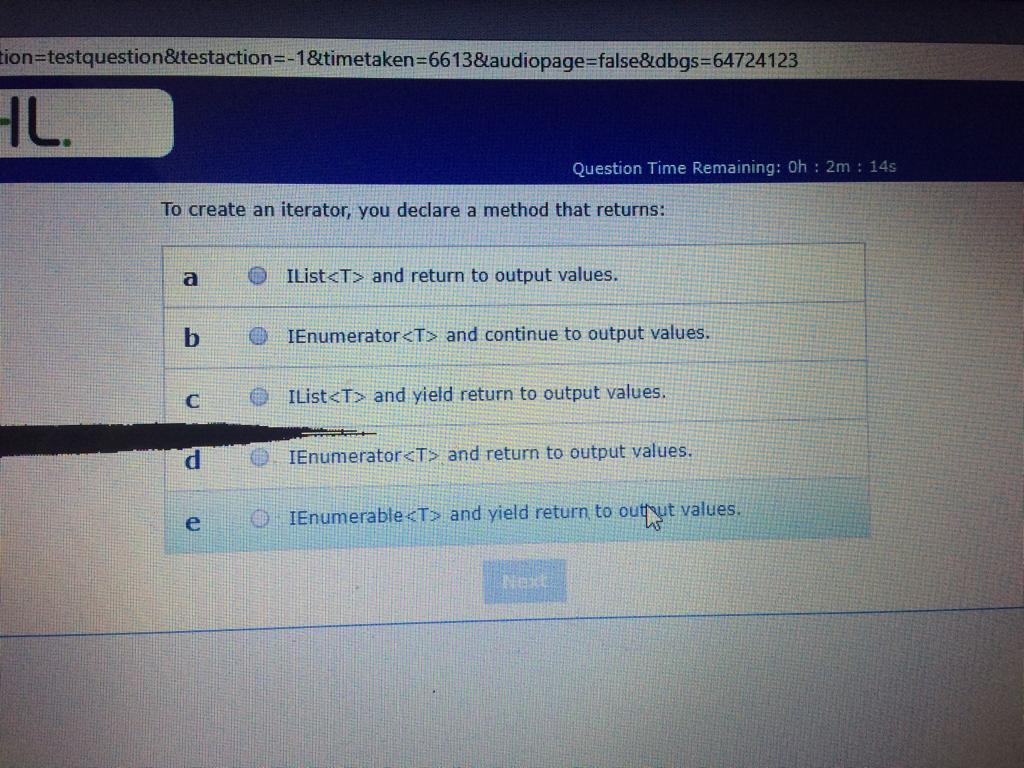 tion=testquestion&testaction=-1&timetaken=6613&audiopage=false&dbgs=64724123
HL.
Question Time Remaining: 0h : 2m : 14s
To create an iterator, you declare a method that returns:
a IList<T> and return to output values.
b IEnumerator<T> and continue to output values.
c IList<T> and yield return to output values.
d IEnumerator<T> and return to output values.
e IEnumerable<T> and yield return to output values.
Next